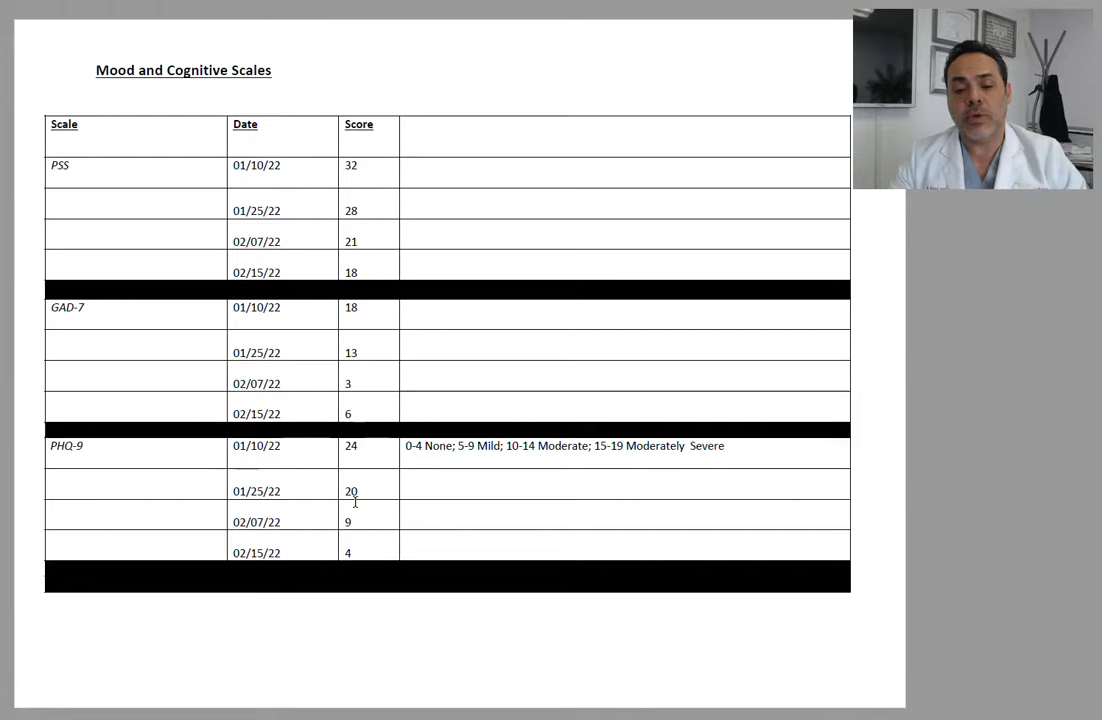 Mood and Cognitive Scales
Scale Date Score
PSS 01/10/22 32
01/25/22 28
02/07/22 21
02/15/22 18
GAD-7 01/10/22 18
01/25/22 13
02/07/22 3
02/15/22 6
PHQ-9 01/10/22 24 0-4 None; 5-9 Mild; 10-14 Moderate; 15-19 Moderately Severe
01/25/22 20
02/07/22 9
02/15/22 4